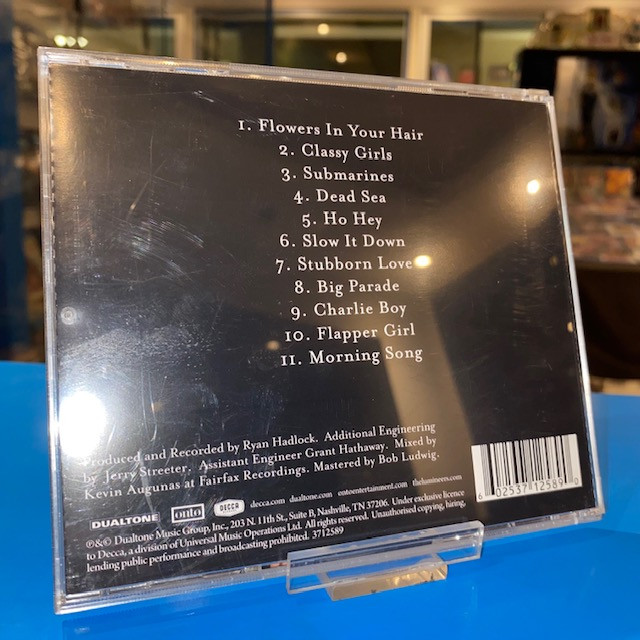 1. Flowers In Your Hair
2. Classy Girls
3. Submarines
4. Dead Sea
5. Ho Hey
6. Slow It Down
7. Stubborn Love
8. Big Parade
9. Charlie Boy
10. Flapper Girl
11. Morning Song
Produced and Recorded by Ryan Hadlock. Additional Engineering
by Jerry Streeter. Assistant Engineer Grant Hathaway. Mixed by
Kevin Augunas at Fairfax Recordings. Mastered by Bob Ludwig.
DUALTONE onto DECCA decca.com dualtone.com ontoentertainment.com thelumineers.com
℗&© Dualtone Music Group, Inc., 203 N. 11th St., Suite B, Nashville, TN 37206. Under exclusive licence
to Decca, a division of Universal Music Operations Ltd. All rights reserved. Unauthorised copying, hiring,
lending public performance and broadcasting prohibited. 3712589
6 02537 12589 0